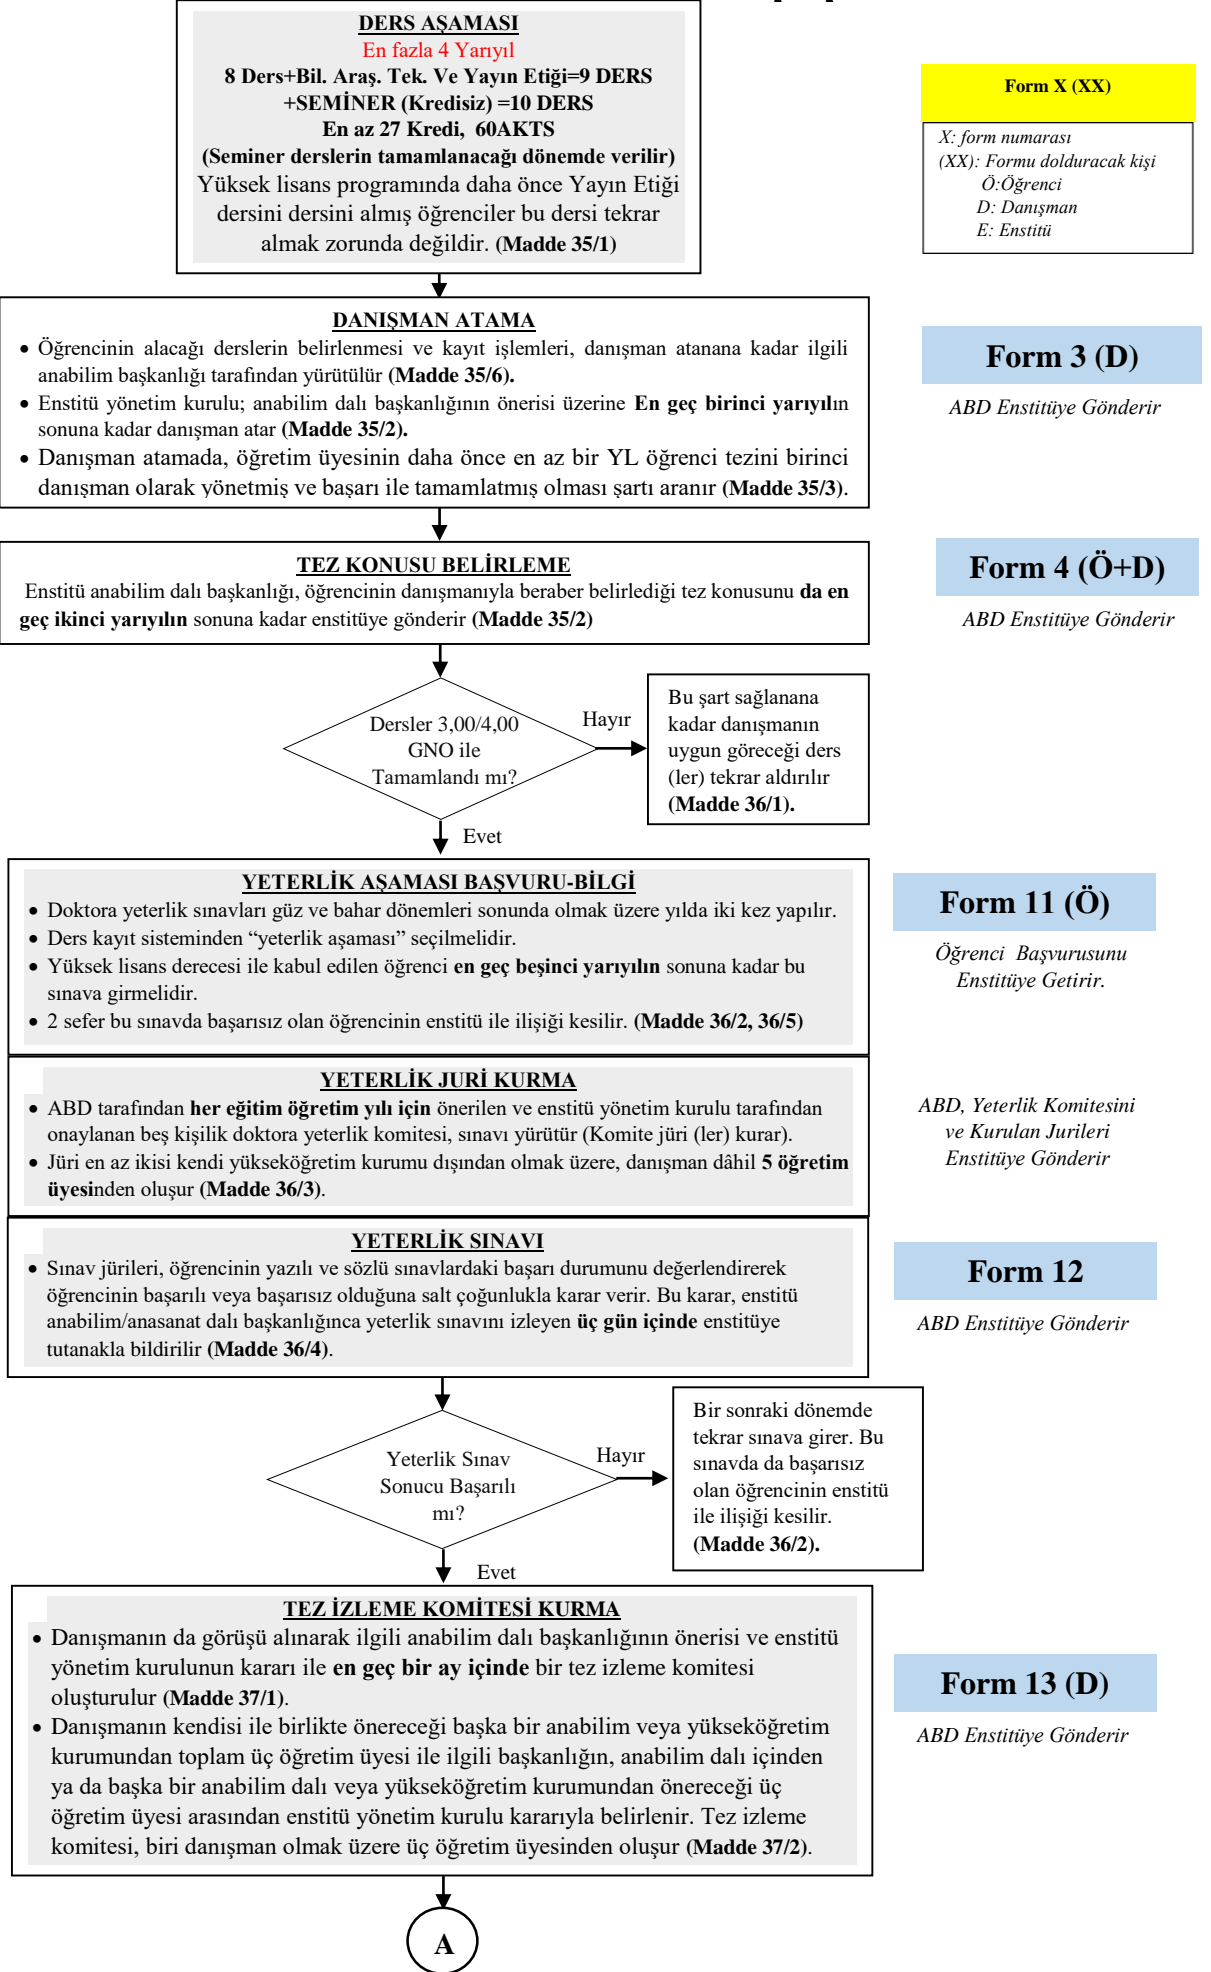 DERS AŞAMASI
En fazla 4 Yarıyıl
8 Ders+Bil. Araş. Tek. Ve Yayın Etiği=9 DERS
+SEMİNER (Kredisiz) =10 DERS
En az 27 Kredi, 60AKTS
(Seminer derslerin tamamlanacağı dönemde verilir)
Yüksek lisans programında daha önce Yayın Etiği
dersini dersini almış öğrenciler bu dersi tekrar
almak zorunda değildir. (Madde 35/1)
Form X (XX)
X: form numarası
(XX): Formu dolduracak kişi
Ö:Öğrenci
D: Danışman
E: Enstitü
DANIŞMAN ATAMA
• Öğrencinin alacağı derslerin belirlenmesi ve kayıt işlemleri, danışman atanana kadar ilgili
anabilim başkanlığı tarafından yürütülür (Madde 35/6).
• Enstitü yönetim kurulu; anabilim dalı başkanlığının önerisi üzerine En geç birinci yarıyılın
sonuna kadar danışman atar (Madde 35/2).
• Danışman atamada, öğretim üyesinin daha önce en az bir YL öğrenci tezini birinci
danışman olarak yönetmiş ve başarı ile tamamlatmış olması şartı aranır (Madde 35/3).
Form 3 (D)
ABD Enstitüye Gönderir
TEZ KONUSU BELİRLEME
Enstitü anabilim dalı başkanlığı, öğrencinin danışmanıyla beraber belirlediği tez konusunu da en
geç ikinci yarıyılın sonuna kadar enstitüye gönderir (Madde 35/2)
Form 4 (Ö+D)
ABD Enstitüye Gönderir
Dersler 3,00/4,00
GNO ile
Tamamlandı mı?
Hayır
Bu şart sağlanana
kadar danışmanın
uygun göreceği ders
(ler) tekrar aldırılır
(Madde 36/1).
Evet
YETERLİK AŞAMASI BAŞVURU-BİLGİ
• Doktora yeterlik sınavları güz ve bahar dönemleri sonunda olmak üzere yılda iki kez yapılır.
• Ders kayıt sisteminden “yeterlik aşaması” seçilmelidir.
• Yüksek lisans derecesi ile kabul edilen öğrenci en geç beşinci yarıyılın sonuna kadar bu
sınava girmelidir.
• 2 sefer bu sınavda başarısız olan öğrencinin enstitü ile ilişiği kesilir. (Madde 36/2, 36/5)
Form 11 (Ö)
Öğrenci Başvurusunu
Enstitüye Getirir.
YETERLİK JURİ KURMA
• ABD tarafından her eğitim öğretim yılı için önerilen ve enstitü yönetim kurulu tarafından
onaylanan beş kişilik doktora yeterlik komitesi, sınavı yürütür (Komite jüri (ler) kurar).
• Jüri en az ikisi kendi yükseköğretim kurumu dışından olmak üzere, danışman dâhil 5 öğretim
üyesinden oluşur (Madde 36/3).
ABD, Yeterlik Komitesini
ve Kurulan Jurileri
Enstitüye Gönderir
YETERLİK SINAVI
• Sınav jürileri, öğrencinin yazılı ve sözlü sınavlardaki başarı durumunu değerlendirerek
öğrencinin başarılı veya başarısız olduğuna salt çoğunlukla karar verir. Bu karar, enstitü
anabilim/anasanat dalı başkanlığınca yeterlik sınavını izleyen üç gün içinde enstitüye
tutanakla bildirilir (Madde 36/4).
Form 12
ABD Enstitüye Gönderir
Yeterlik Sınav
Sonucu Başarılı
mı?
Hayır
Bir sonraki dönemde
tekrar sınava girer. Bu
sınavda da başarısız
olan öğrencinin enstitü
ile ilişiği kesilir.
(Madde 36/2).
Evet
TEZ İZLEME KOMİTESİ KURMA
• Danışmanın da görüşü alınarak ilgili anabilim dalı başkanlığının önerisi ve enstitü
yönetim kurulunun kararı ile en geç bir ay içinde bir tez izleme komitesi
oluşturulur (Madde 37/1).
• Danışmanın kendisi ile birlikte önereceği başka bir anabilim veya yükseköğretim
kurumundan toplam üç öğretim üyesi ile ilgili başkanlığın, anabilim dalı içinden
ya da başka bir anabilim dalı veya yükseköğretim kurumundan önereceği üç
öğretim üyesi arasından enstitü yönetim kurulu kararıyla belirlenir. Tez izleme
komitesi, biri danışman olmak üzere üç öğretim üyesinden oluşur (Madde 37/2).
Form 13 (D)
ABD Enstitüye Gönderir
A